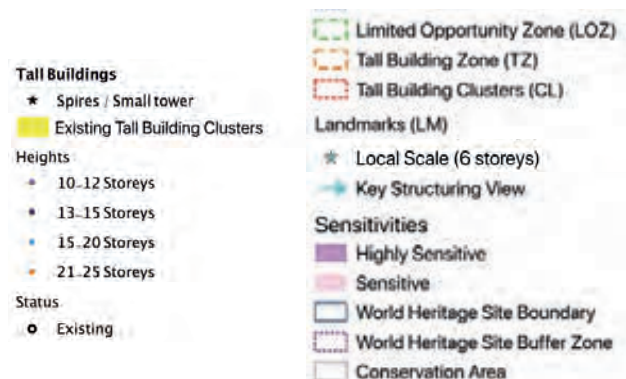 Tall Buildings
Spires / Small tower
Existing Tall Building Clusters
Heights
10-12 Storeys
13-15 Storeys
15-20 Storeys
21-25 Storeys
Status
Existing
Limited Opportunity Zone (LOZ)
Tall Building Zone (TZ)
Tall Building Clusters (CL)
Landmarks (LM)
Local Scale (6 storeys)
Key Structuring View
Sensitivities
Highly Sensitive
Sensitive
World Heritage Site Boundary
World Heritage Site Buffer Zone
Conservation Area